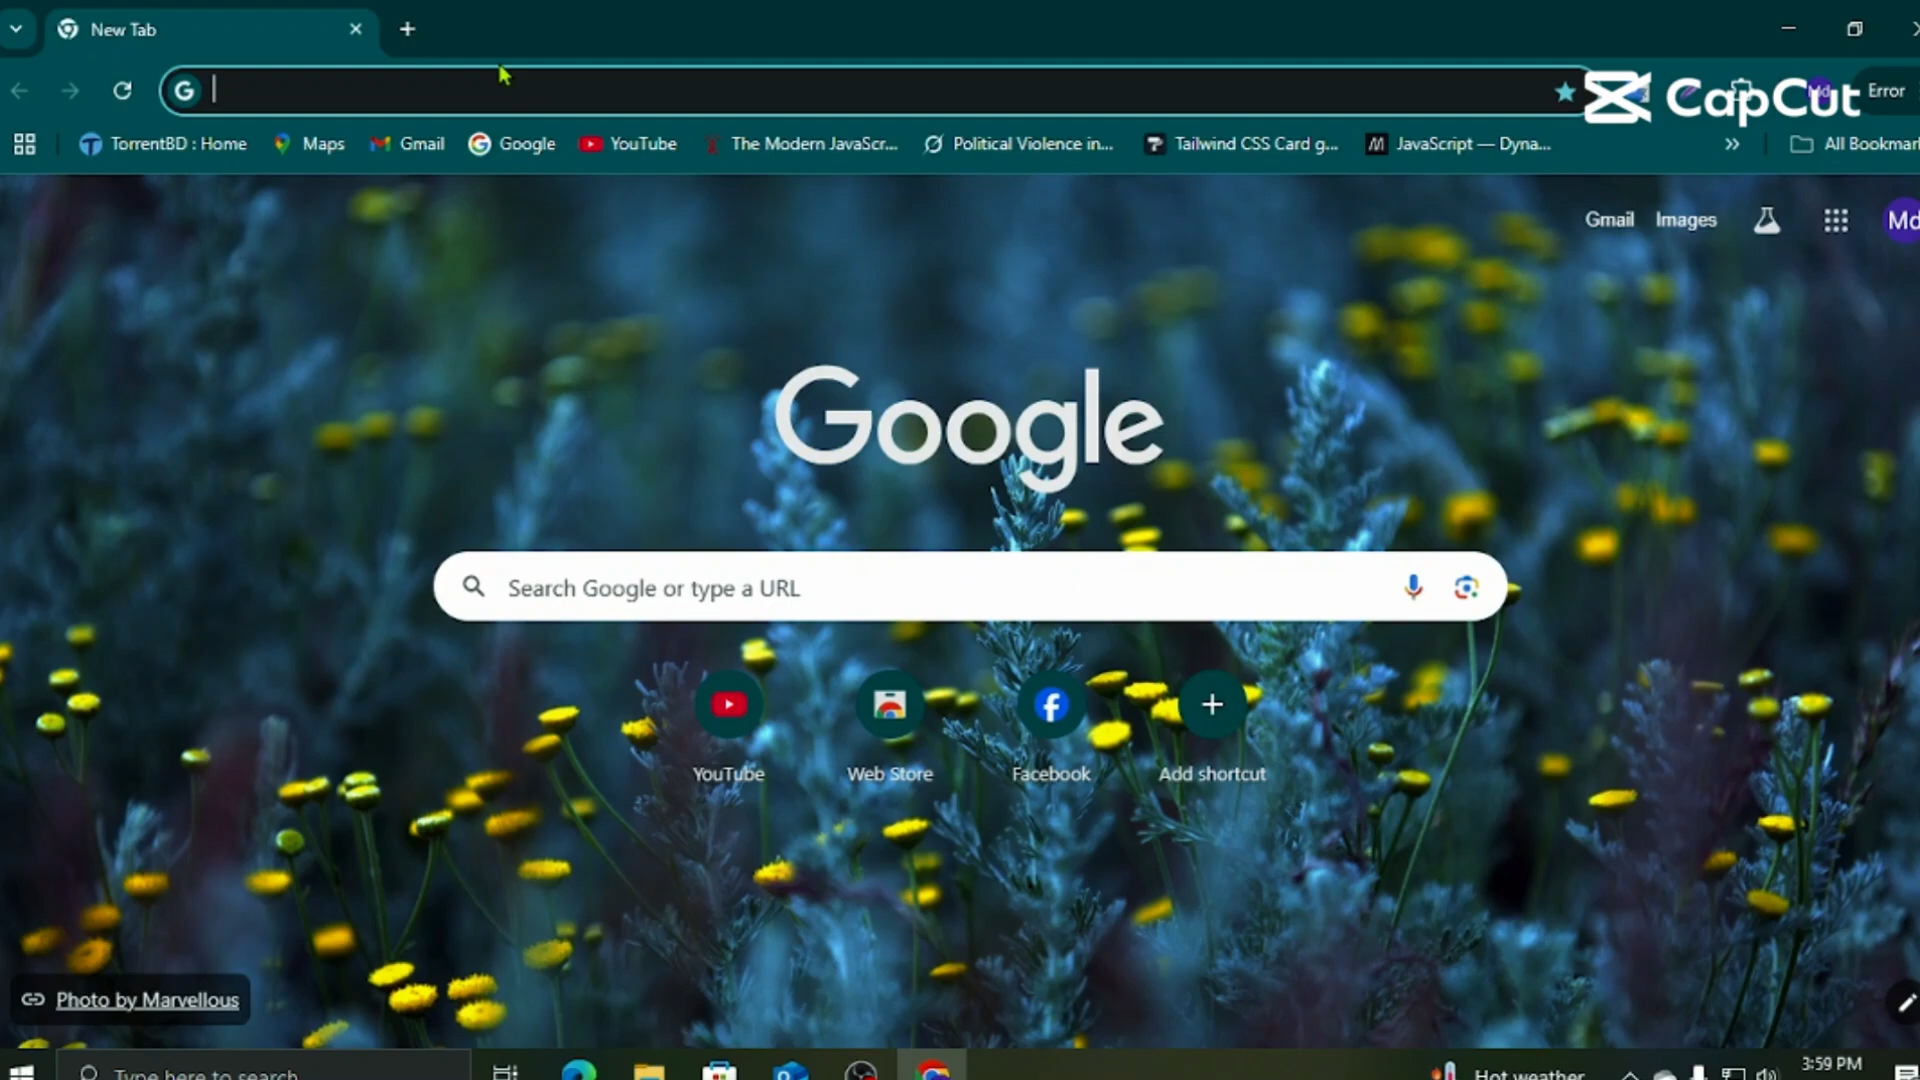 New Tab
CapCut
Error
TorrentBD : Home
Maps
Gmail
Google
YouTube
The Modern JavaScr...
Political Violence in...
Tailwind CSS Card g...
JavaScript — Dyna...
All Bookmar
Gmail
Images
Md
Google
Search Google or type a URL
YouTube
Web Store
Facebook
Add shortcut
Photo by Marvellous
Type here to search
Hot weather
3:59 PM